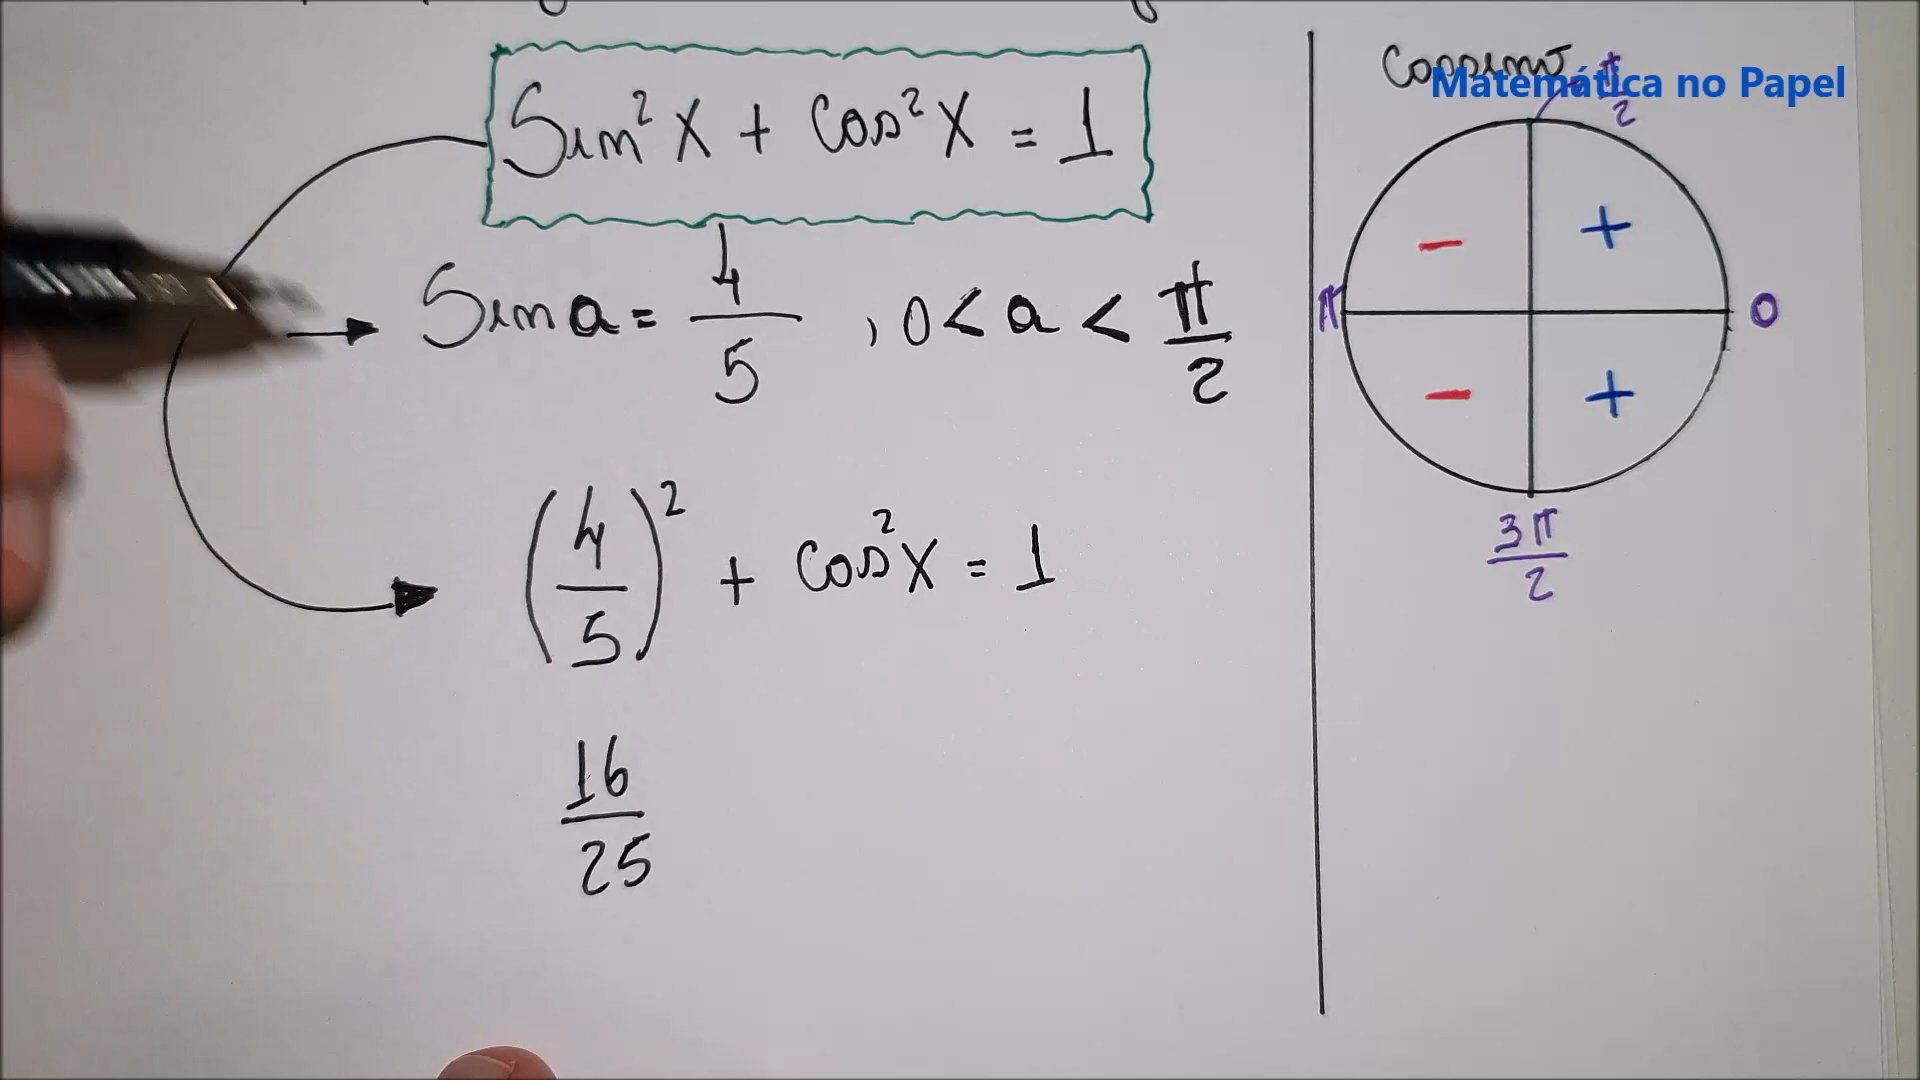 Sin²x + cos²x = 1
Sin a = 4/5 , 0 < a < π/2
(4/5)² + cos²x = 1
16/25
Cosseno
Matemática no Papel
π/2
− +
π 0
− +
3π/2